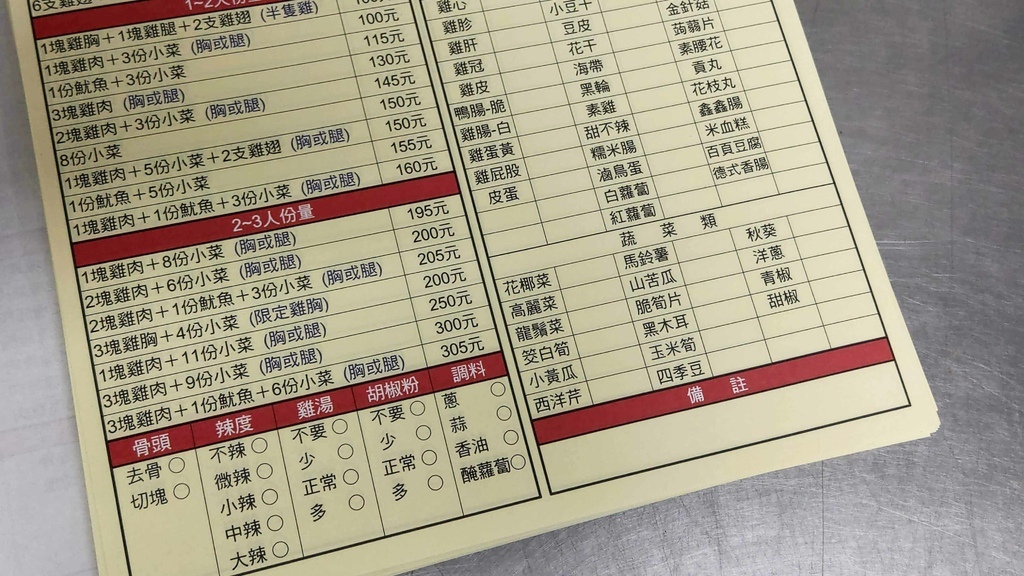 6支雞翅
1~2人份量
1塊雞胸＋1塊雞腿＋2支雞翅 (半隻雞)
1塊雞肉＋3份小菜 (胸或腿) 100元
1份魷魚＋3份小菜 115元
3塊雞肉 (胸或腿) 130元
2塊雞肉＋3份小菜 (胸或腿) 145元
8份小菜 150元
1塊雞肉＋5份小菜＋2支雞翅 (胸或腿) 150元
1份魷魚＋5份小菜 155元
1塊雞肉＋1份魷魚＋3份小菜 (胸或腿) 160元
2~3人份量
1塊雞肉＋8份小菜 (胸或腿) 195元
2塊雞肉＋6份小菜 (胸或腿) 200元
2塊雞肉＋1份魷魚＋3份小菜 (胸或腿) 205元
3塊雞胸＋4份小菜 (限定雞胸) 200元
1塊雞肉＋11份小菜 (胸或腿) 250元
3塊雞肉＋9份小菜 (胸或腿) 300元
3塊雞肉＋1份魷魚＋6份小菜 (胸或腿) 305元
骨頭
去骨○
切塊○
辣度
不辣○
微辣○
小辣○
中辣○
大辣○
雞湯
不要○
少○
正常○
多○
胡椒粉
不要○
少○
正常○
多○
調料
蔥○
蒜○
香油○
醃蘿蔔○
雞心
雞胗
雞肝
雞冠
雞皮
鴨腸-脆
雞腸-白
雞蛋黃
雞屁股
皮蛋
小豆干
豆皮
花干
海帶
黑輪
素雞
甜不辣
糯米腸
滷鳥蛋
白蘿蔔
紅蘿蔔
金針菇
蒟蒻片
素腰花
貢丸
花枝丸
鑫鑫腸
米血糕
百頁豆腐
德式香腸
蔬菜類
花椰菜
高麗菜
龍鬚菜
筊白筍
小黃瓜
西洋芹
馬鈴薯
山苦瓜
脆筍片
黑木耳
玉米筍
四季豆
秋葵
洋蔥
青椒
甜椒
備註